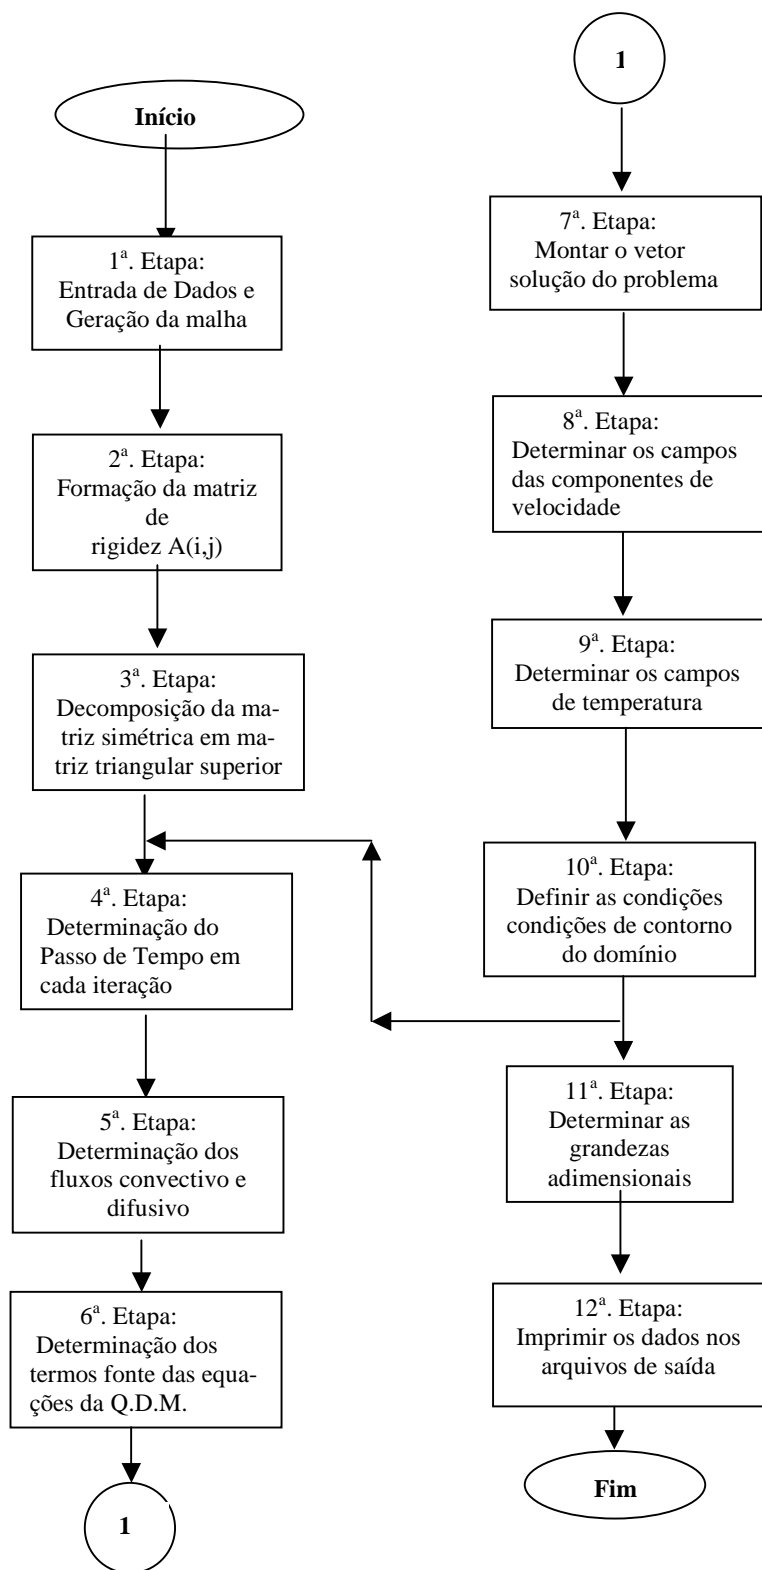 Início
1ª. Etapa:
Entrada de Dados e
Geração da malha
2ª. Etapa:
Formação da matriz
de
rigidez A(i,j)
3ª. Etapa:
Decomposição da ma-
triz simétrica em ma-
triz triangular superior
4ª. Etapa:
Determinação do
Passo de Tempo em
cada iteração
5ª. Etapa:
Determinação dos
fluxos convectivo e
difusivo
6ª. Etapa:
Determinação dos
termos fonte das equa-
ções da Q.D.M.
1
1
7ª. Etapa:
Montar o vetor
solução do problema
8ª. Etapa:
Determinar os campos
das componentes de
velocidade
9ª. Etapa:
Determinar os campos
de temperatura
10ª. Etapa:
Definir as condições
condições de contorno
do domínio
11ª. Etapa:
Determinar as
grandezas
adimensionais
12ª. Etapa:
Imprimir os dados nos
arquivos de saída
Fim